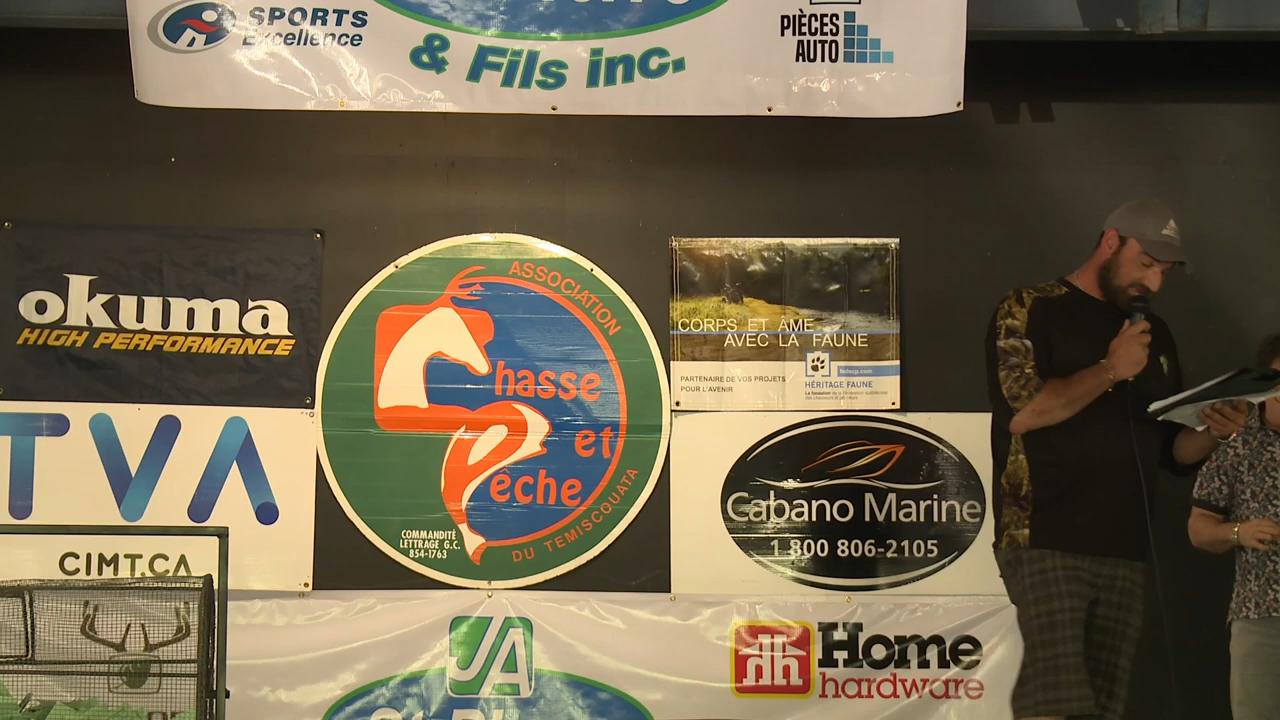 SPORTS
Excellence
& Fils inc.
PIÈCES
AUTO
okuma
HIGH PERFORMANCE
ASSOCIATION
Chasse
et
Pêche
DU TEMISCOUATA
COMMANDITÉ
LETTRAGE G.C.
854-1763
CORPS ET ÂME
AVEC LA FAUNE
PARTENAIRE DE VOS PROJETS
POUR L'AVENIR
fedecp.com
HÉRITAGE FAUNE
TVA
CIMT.CA
Cabano Marine
1 800 806-2105
JA
Home
hardware